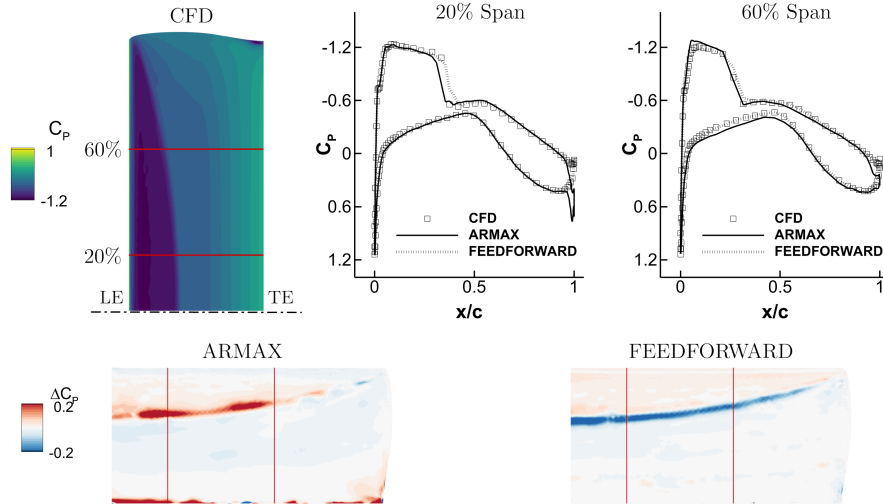 CFD
C_P
1
-1.2
60%
20%
LE
TE
20% Span
C_P
-1.2
-0.6
0
0.6
1.2
CFD
ARMAX
FEEDFORWARD
0
0.5
1
x/c
60% Span
C_P
-1.2
-0.6
0
0.6
1.2
CFD
ARMAX
FEEDFORWARD
0
0.5
1
x/c
ARMAX
ΔC_P
0.2
-0.2
FEEDFORWARD